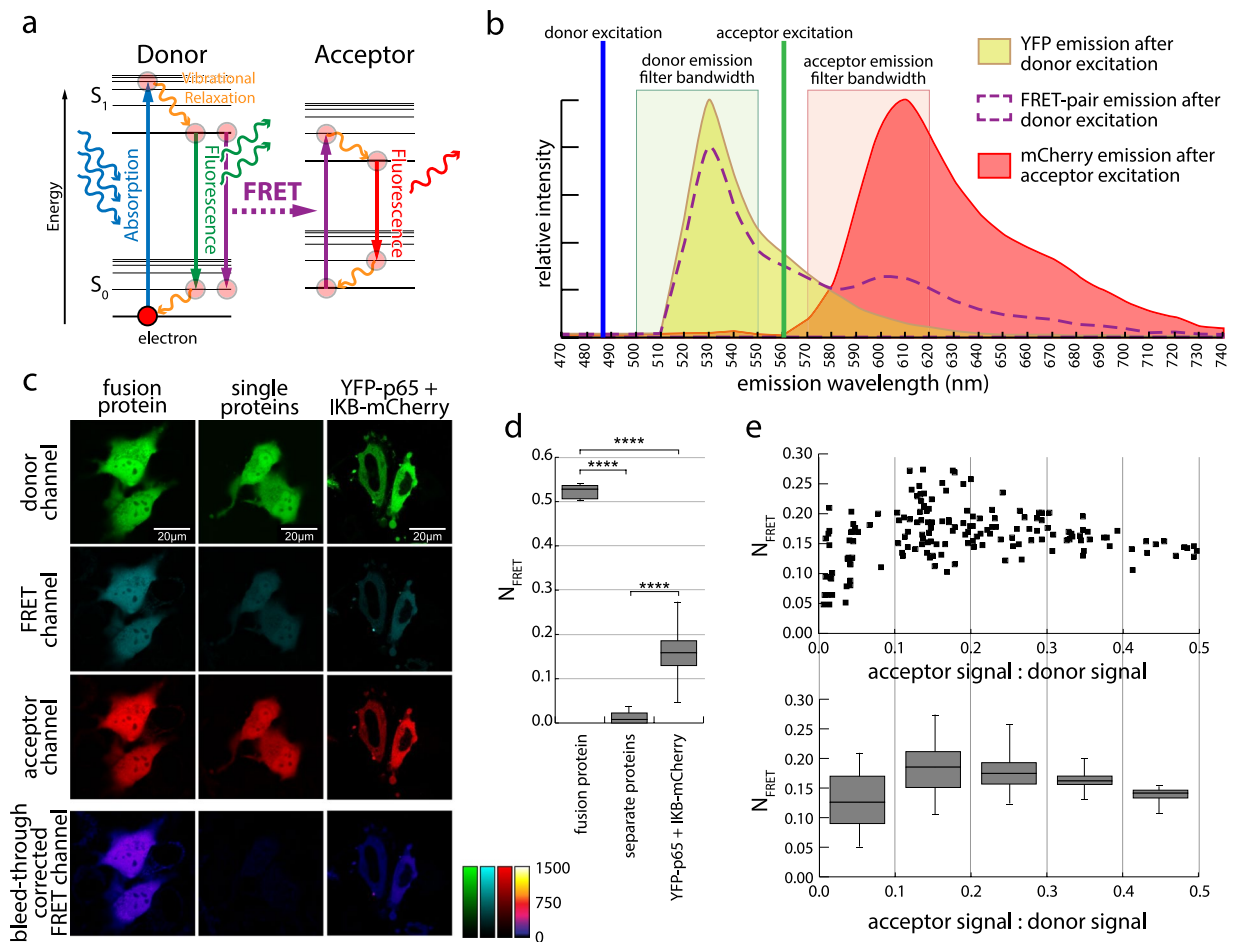 a
Donor
Acceptor
Energy
S1
S0
Vibrational
Relaxation
Absorption
Fluorescence
FRET
Fluorescence
electron
b
donor excitation
acceptor excitation
donor emission
filter bandwidth
acceptor emission
filter bandwidth
YFP emission after
donor excitation
FRET-pair emission after
donor excitation
mCherry emission after
acceptor excitation
relative intensity
470 490 490 500 510 520 530 540 550 560 570 580 590 600 610 620 630 640 650 660 670 680 690 700 710 720 730 740
emission wavelength (nm)
c
fusion
protein
single
proteins
YFP-p65 +
IKB-mCherry
donor
channel
20μm
20μm
20μm
FRET
channel
acceptor
channel
bleed-through
corrected
FRET channel
1500
750
0
d
****
****
****
NFRET
0.6
0.5
0.4
0.3
0.2
0.1
0.0
fusion protein
separate proteins
YFP-p65 + IKB-mCherry
e
NFRET
0.30
0.25
0.20
0.15
0.10
0.05
0.00
0.0 0.1 0.2 0.3 0.4 0.5
acceptor signal : donor signal
NFRET
0.30
0.25
0.20
0.15
0.10
0.05
0.00
0.0 0.1 0.2 0.3 0.4 0.5
acceptor signal : donor signal